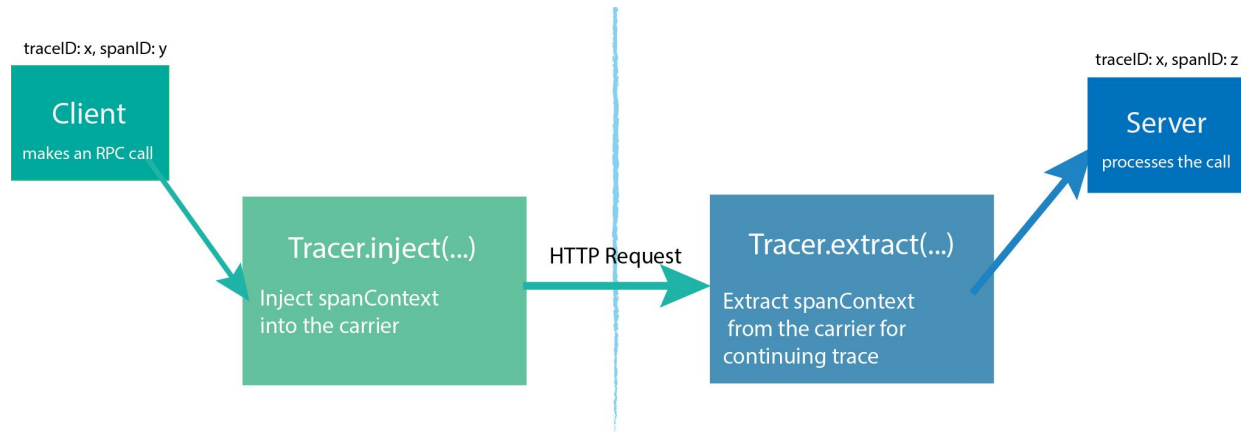 traceID: x, spanID: y
Client
makes an RPC call
Tracer.inject(...)
Inject spanContext
into the carrier
HTTP Request
Tracer.extract(...)
Extract spanContext
from the carrier for
continuing trace
traceID: x, spanID: z
Server
processes the call